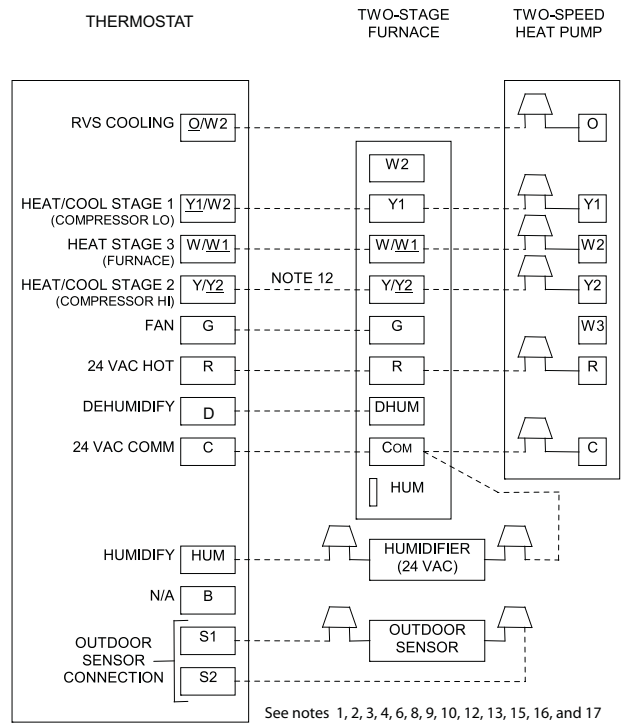 THERMOSTAT
TWO-STAGE
FURNACE
TWO-SPEED
HEAT PUMP
RVS COOLING O/W2 O
W2
HEAT/COOL STAGE 1 Y1/W2 Y1 Y1
(COMPRESSOR LO)
HEAT STAGE 3 W/W1 W/W1 W2
(FURNACE)
HEAT/COOL STAGE 2 Y/Y2 NOTE 12 Y/Y2 Y2
(COMPRESSOR HI)
FAN G G W3
24 VAC HOT R R R
DEHUMIDIFY D DHUM
24 VAC COMM C COM C
HUM
HUMIDIFY HUM HUMIDIFIER
(24 VAC)
N/A B
S1 OUTDOOR
SENSOR
OUTDOOR
SENSOR
CONNECTION
S2
See notes 1, 2, 3, 4, 6, 8, 9, 10, 12, 13, 15, 16, and 17